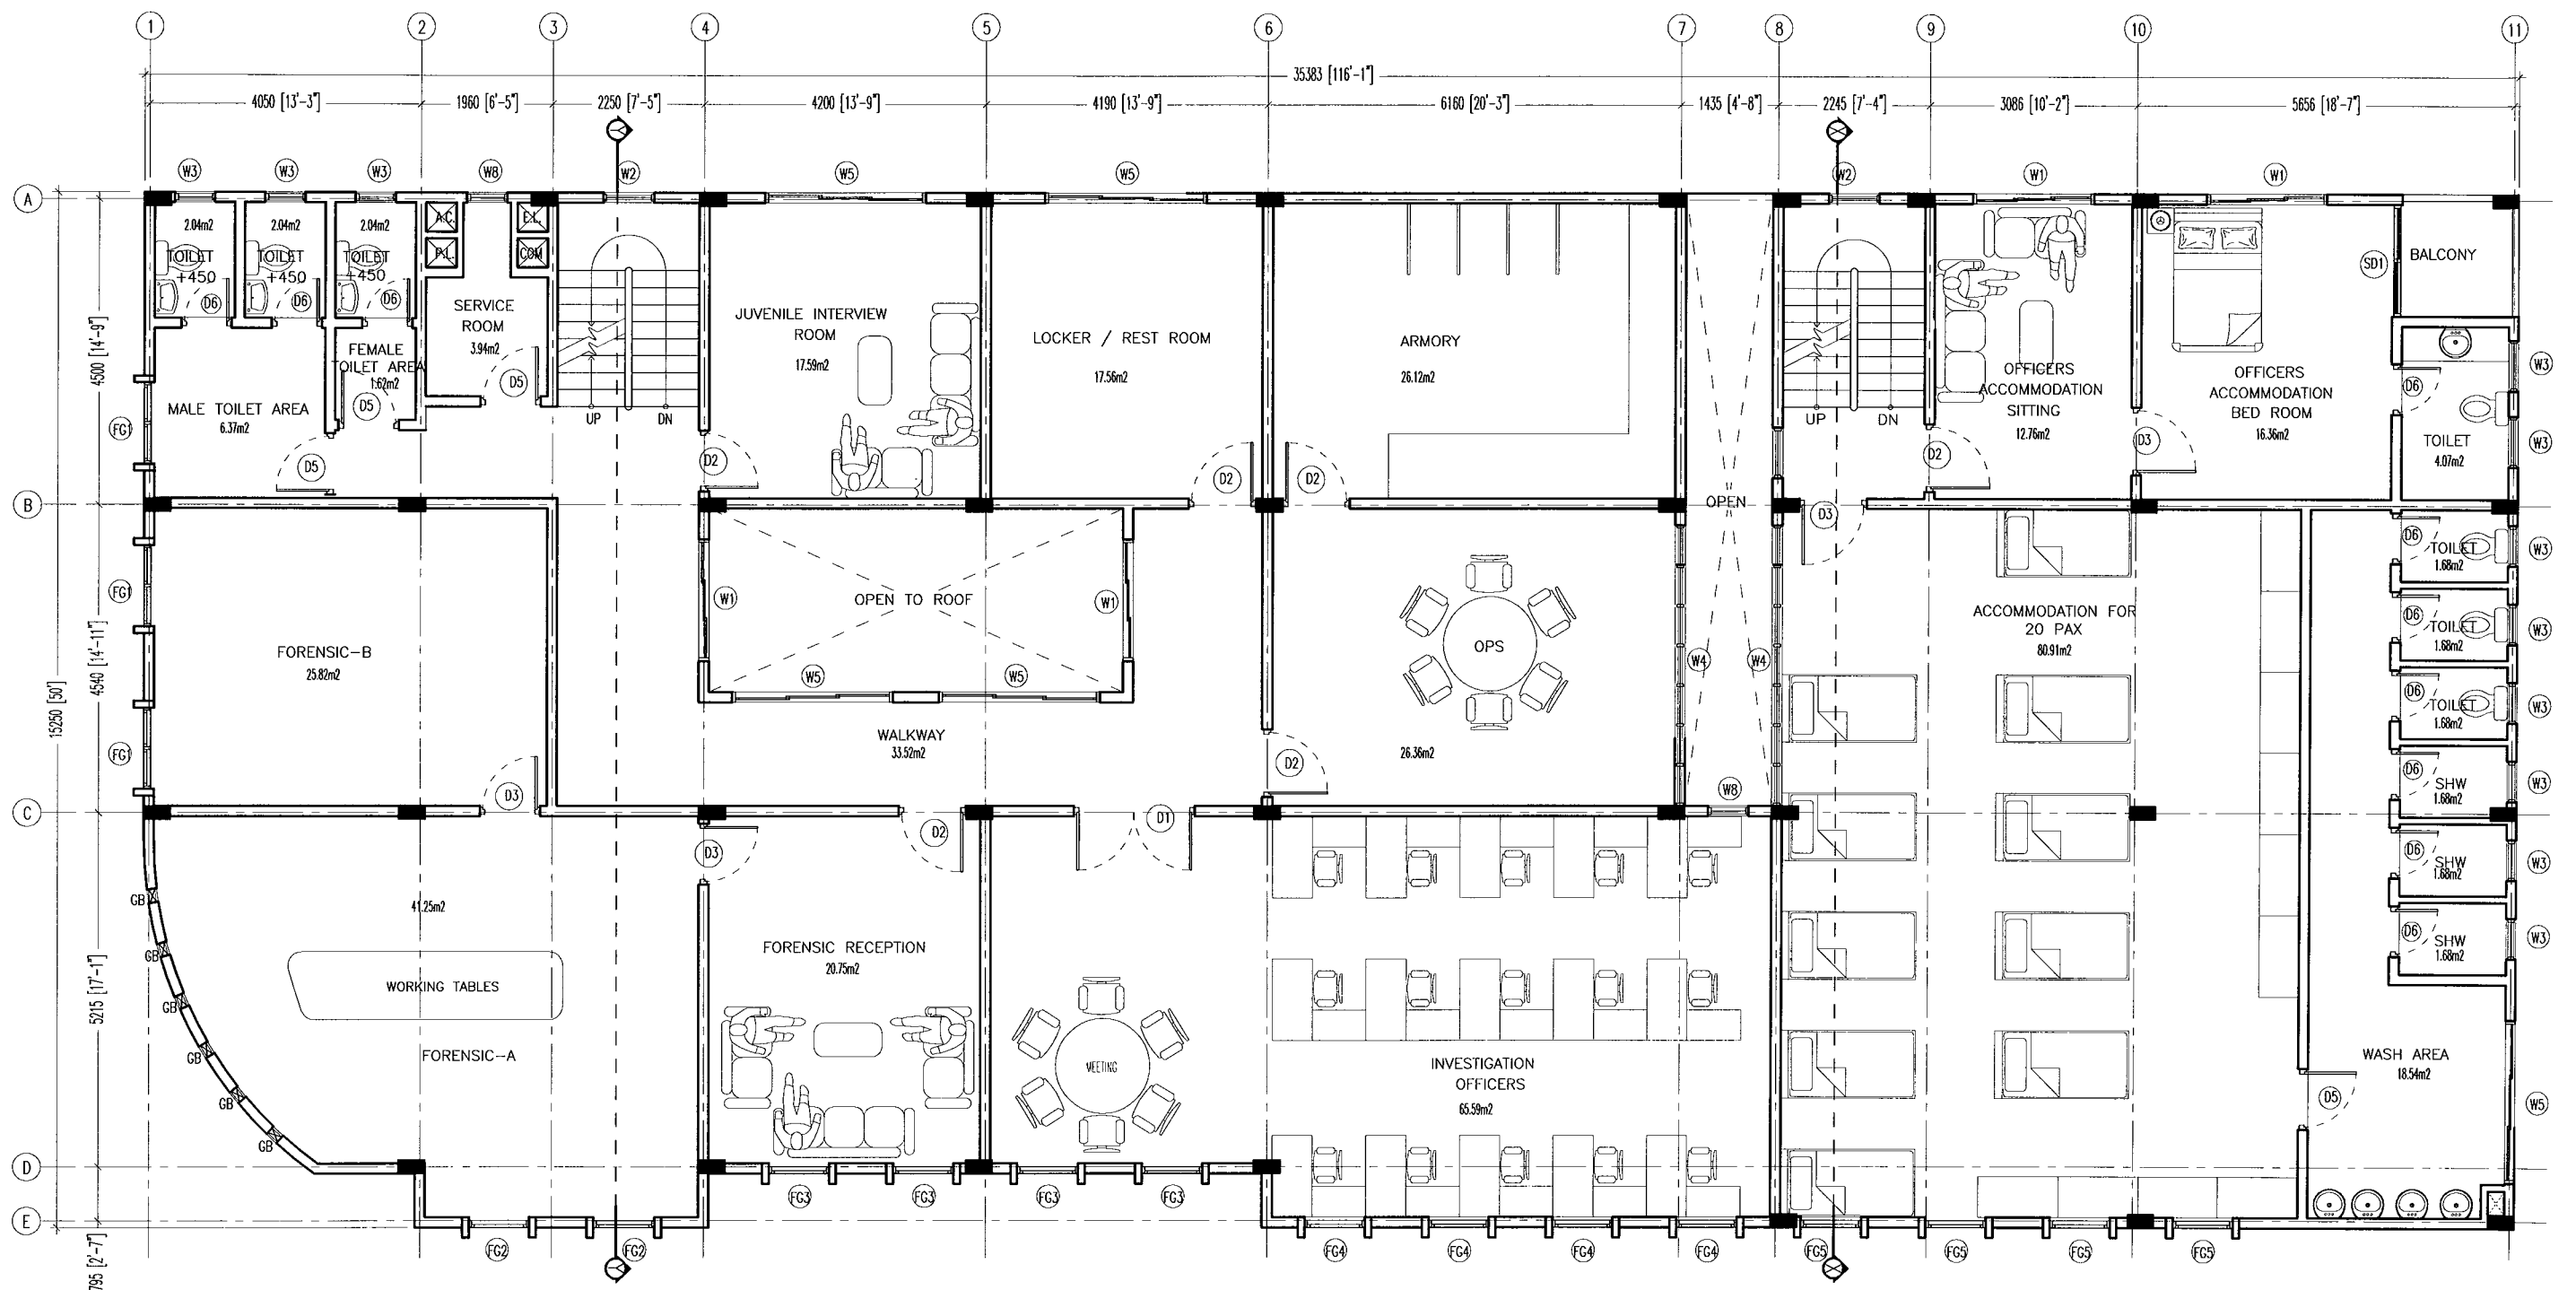 1 2 3 4 5 6 7 8 9 10 11
35383 [116'-1"]
4050 [13'-3"] 1960 [6'-5"] 2250 [7'-5"] 4200 [13'-9"] 4190 [13'-9"] 6160 [20'-3"] 1435 [4'-8"] 2245 [7'-4"] 3086 [10'-2"] 5656 [18'-7"]
Y X
W3 W3 W3 W8 W2 W5 W5 W2 W1 W1
A
2.04m2 2.04m2 2.04m2 A.C. E.L.
TOILET TOILET TOILET F.L. COM
+450 +450 +450
D6 D6 D6
BALCONY
SD1
SERVICE
ROOM
3.94m2
D5
JUVENILE INTERVIEW
ROOM
17.59m2
LOCKER / REST ROOM
17.56m2
ARMORY
26.12m2
FEMALE
TOILET AREA
1.62m2
D5
4500 [14'-9"]
MALE TOILET AREA
6.37m2
FG1
D5
UP DN
UP DN
OFFICERS
ACCOMMODATION
SITTING
12.76m2
OFFICERS
ACCOMMODATION
BED ROOM
16.36m2
D6
W3
TOILET
4.07m2
W3
D2 D2 D2 D2 D3
B
OPEN
D3
D6 TOILET W3
1.68m2
FG1
W1 OPEN TO ROOF W1
ACCOMMODATION FOR
20 PAX
80.91m2
D6 TOILET W3
1.68m2
OPS
4540 [14'-11"]
15250 [50']
FORENSIC-B
25.82m2
W5 W5
W4 W4
D6 TOILET W3
1.68m2
WALKWAY
33.52m2
26.36m2
FG1
D2
D3
D6 SHW W3
1.68m2
W8
C
D2 D1
D3
D6 SHW W3
1.68m2
GB
41.25m2
GB
FORENSIC RECEPTION
20.75m2
D6 SHW W3
1.68m2
5215 [17'-1"]
WORKING TABLES
GB
FORENSIC-A
GB
MEETING
INVESTIGATION
OFFICERS
65.59m2
WASH AREA
18.54m2
D5 W5
GB
GB
D
FG3 FG3 FG3 FG3
E
FG2 FG2 FG4 FG4 FG4 FG4 FG5 FG5 FG5 FG5
795 [2'-7"]
Y X